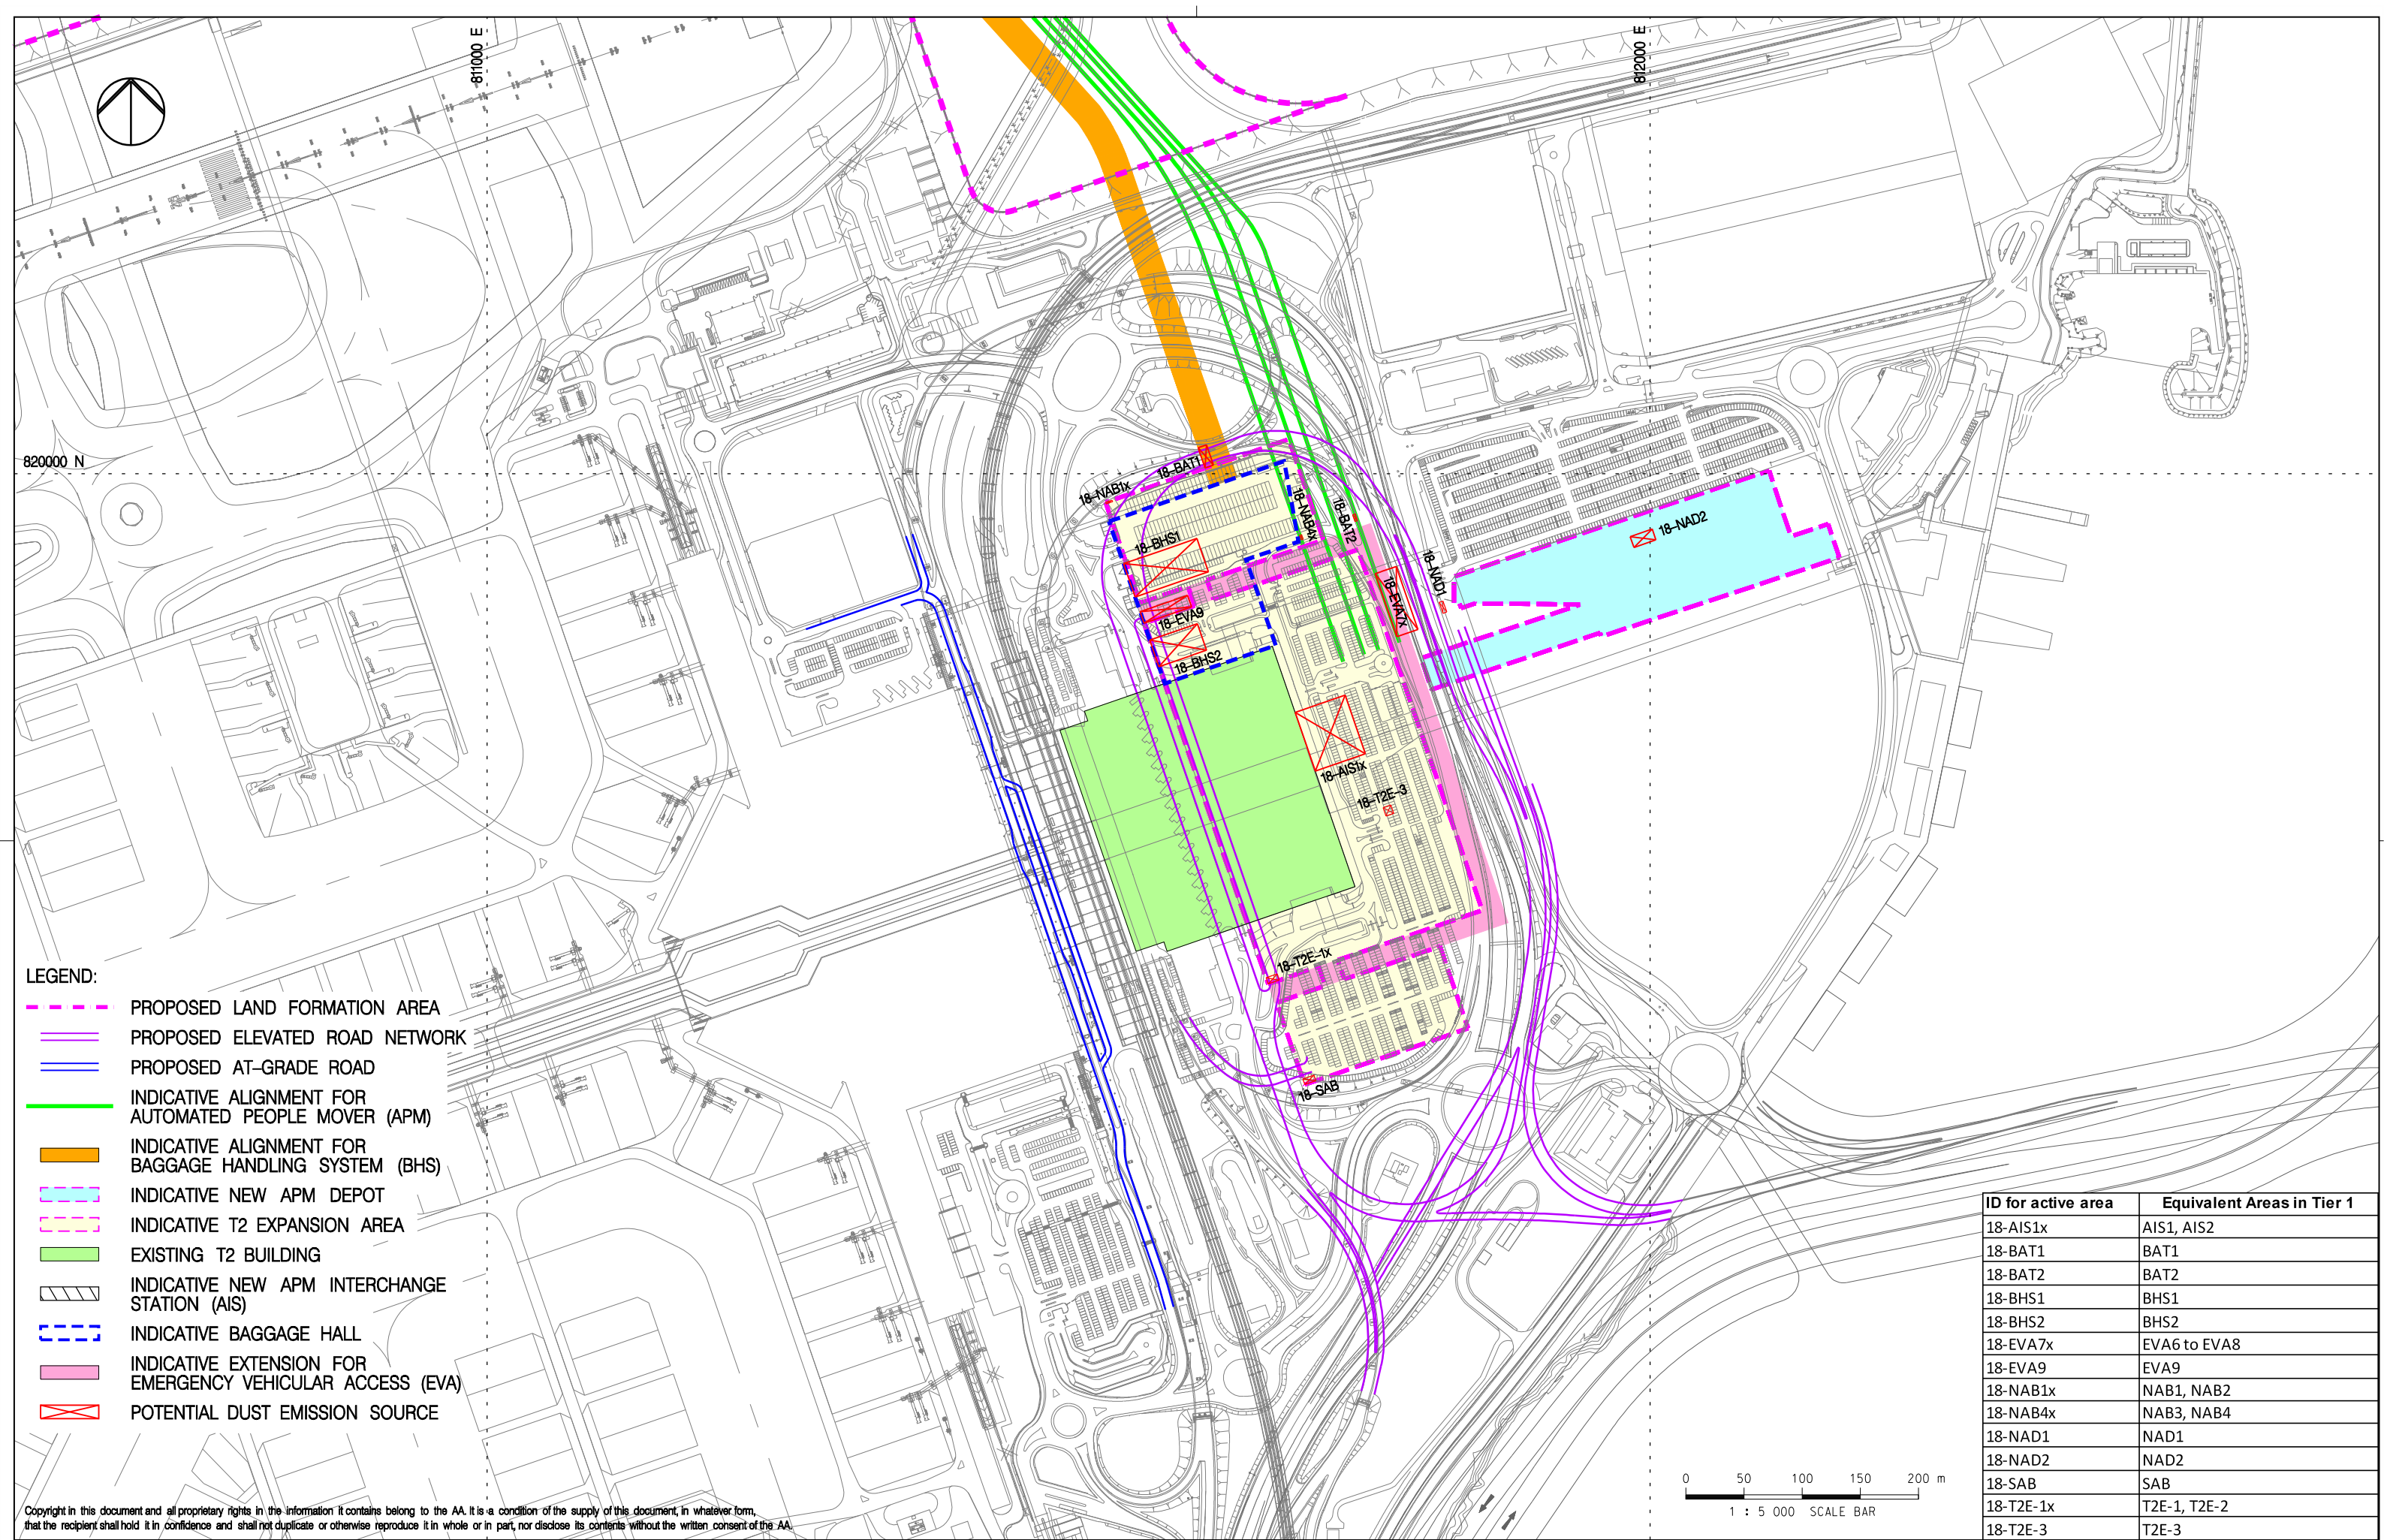 811000 E
812000 E
820000 N
18-BAT1
18-NAB1x
18-NAB4x
18-BAT2
18-BHS1
18-NAD2
18-NAD1
18-EVA7x
18-EVA9
18-BHS2
18-AIS1x
18-T2E-3
18-T2E-1x
18-SAB
LEGEND:
PROPOSED LAND FORMATION AREA
PROPOSED ELEVATED ROAD NETWORK
PROPOSED AT-GRADE ROAD
INDICATIVE ALIGNMENT FOR
AUTOMATED PEOPLE MOVER (APM)
INDICATIVE ALIGNMENT FOR
BAGGAGE HANDLING SYSTEM (BHS)
INDICATIVE NEW APM DEPOT
INDICATIVE T2 EXPANSION AREA
EXISTING T2 BUILDING
INDICATIVE NEW APM INTERCHANGE
STATION (AIS)
INDICATIVE BAGGAGE HALL
INDICATIVE EXTENSION FOR
EMERGENCY VEHICULAR ACCESS (EVA)
POTENTIAL DUST EMISSION SOURCE
Copyright in this document and all proprietary rights in the information it contains belong to the AA. It is a condition of the supply of this document, in whatever form,
that the recipient shall hold it in confidence and shall not duplicate or otherwise reproduce it in whole or in part, nor disclose its contents without the written consent of the AA.
0 50 100 150 200 m
1 : 5 000 SCALE BAR
ID for active area Equivalent Areas in Tier 1
18-AIS1x AIS1, AIS2
18-BAT1 BAT1
18-BAT2 BAT2
18-BHS1 BHS1
18-BHS2 BHS2
18-EVA7x EVA6 to EVA8
18-EVA9 EVA9
18-NAB1x NAB1, NAB2
18-NAB4x NAB3, NAB4
18-NAD1 NAD1
18-NAD2 NAD2
18-SAB SAB
18-T2E-1x T2E-1, T2E-2
18-T2E-3 T2E-3